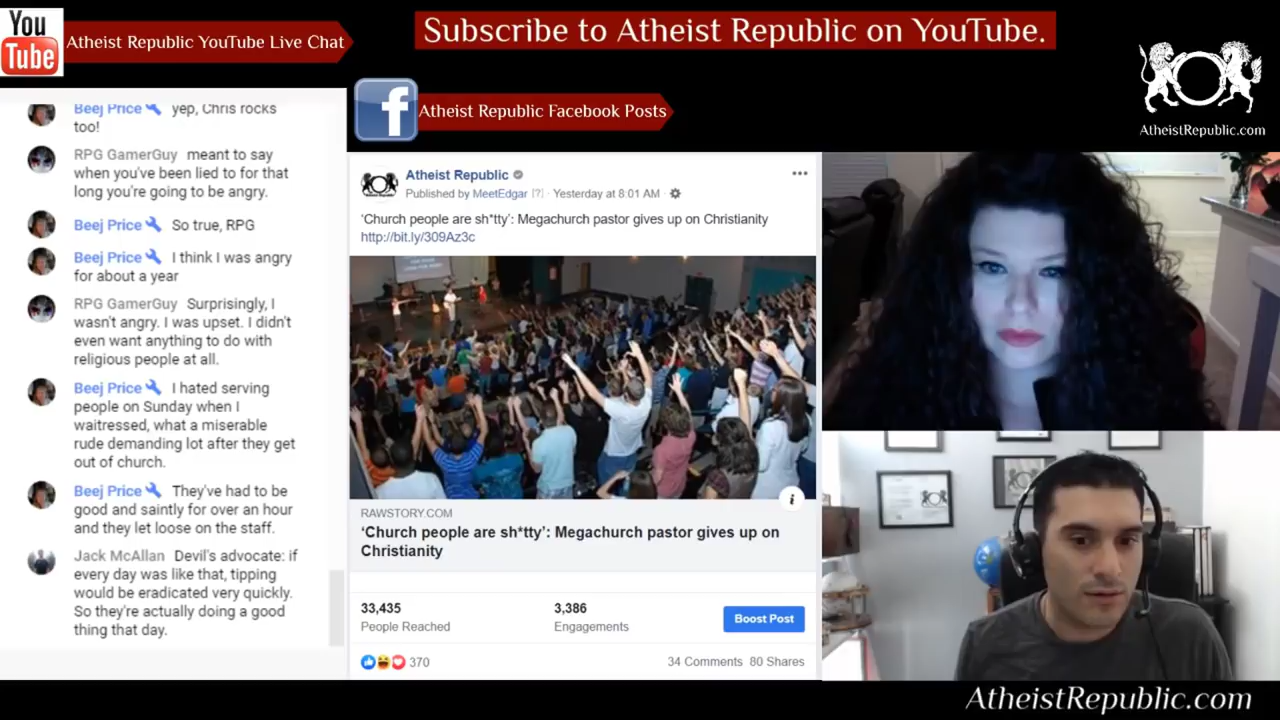 You
Tube
Atheist Republic YouTube Live Chat
Subscribe to Atheist Republic on YouTube.
AtheistRepublic.com
f
Atheist Republic Facebook Posts
Beej Price yep, Chris rocks
too!
RPG GamerGuy meant to say
when you've been lied to for that
long you're going to be angry.
Beej Price So true, RPG
Beej Price I think I was angry
for about a year
RPG GamerGuy Surprisingly, I
wasn't angry. I was upset. I didn't
even want anything to do with
religious people at all.
Beej Price I hated serving
people on Sunday when I
waitressed, what a miserable
rude demanding lot after they get
out of church.
Beej Price They've had to be
good and saintly for over an hour
and they let loose on the staff.
Jack McAllan Devil's advocate: if
every day was like that, tipping
would be eradicated very quickly.
So they're actually doing a good
thing that day.
Atheist Republic
Published by MeetEdgar [?] · Yesterday at 8:01 AM ·
‘Church people are sh*tty’: Megachurch pastor gives up on Christianity
http://bit.ly/309Az3c
i
RAWSTORY.COM
‘Church people are sh*tty’: Megachurch pastor gives up on
Christianity
33,435
People Reached
3,386
Engagements
Boost Post
370
34 Comments 80 Shares
AtheistRepublic.com